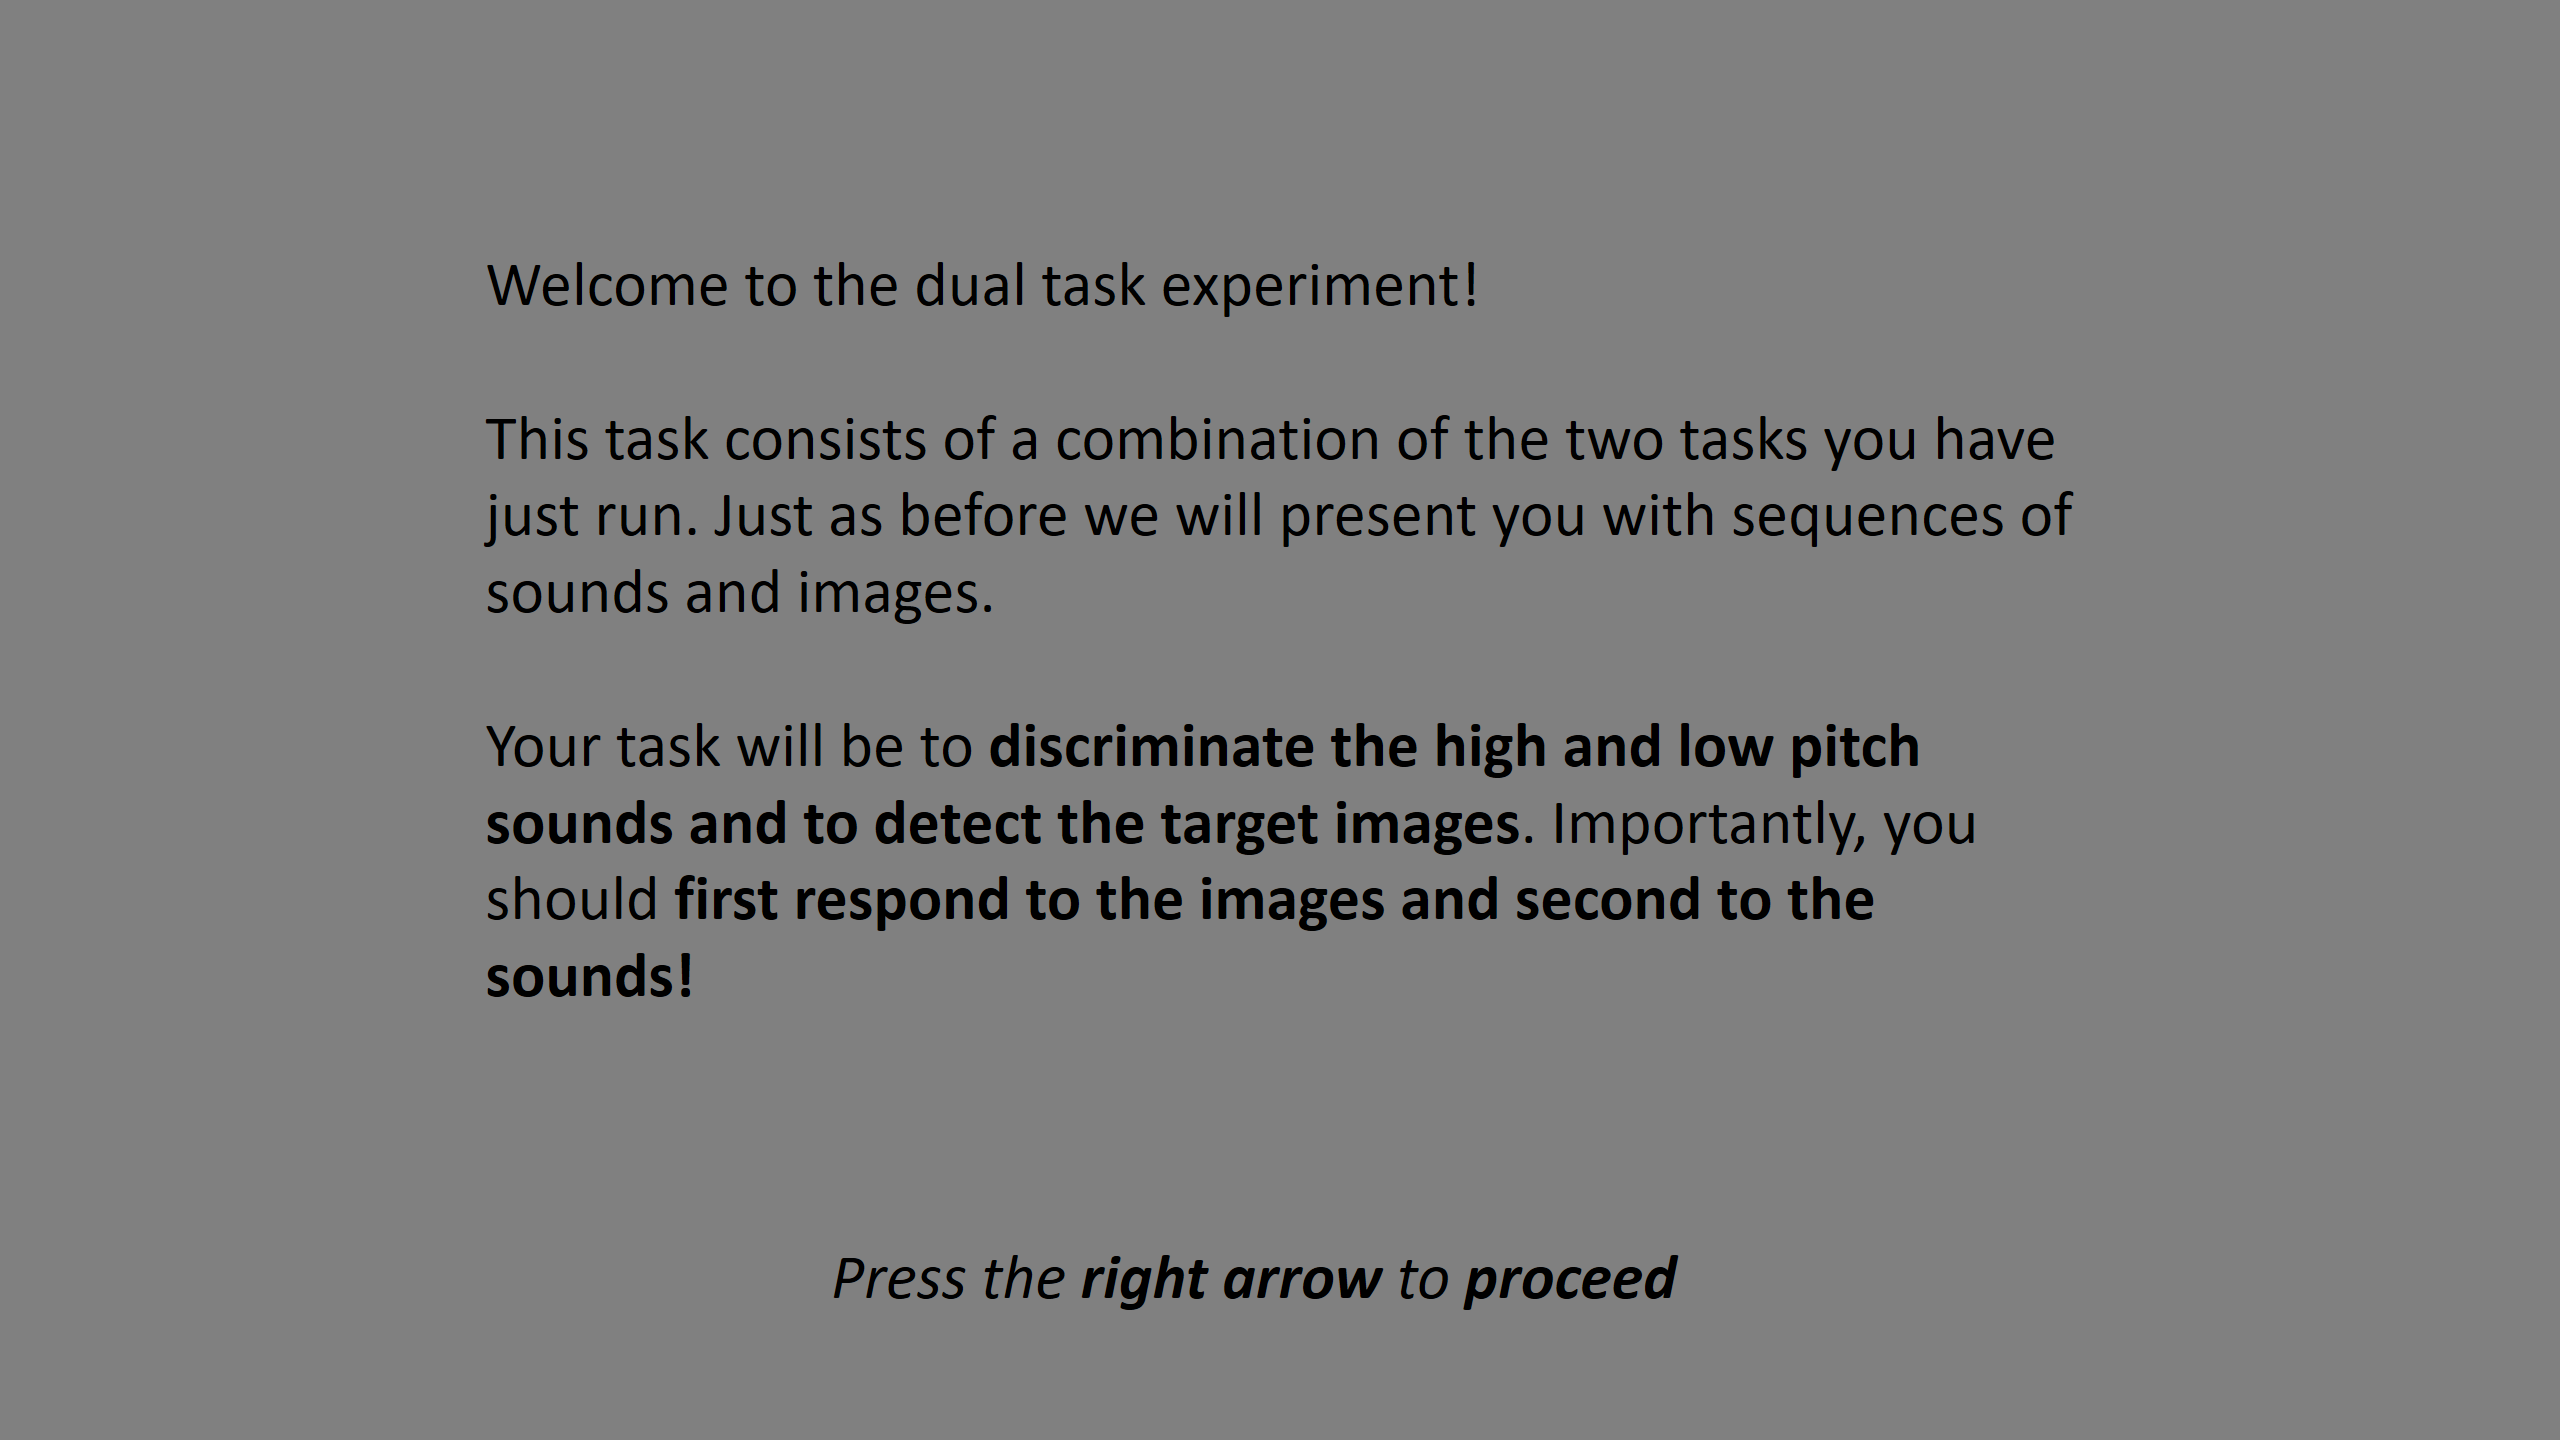 Welcome to the dual task experiment!
This task consists of a combination of the two tasks you have
just run. Just as before we will present you with sequences of
sounds and images.
Your task will be to discriminate the high and low pitch
sounds and to detect the target images. Importantly, you
should first respond to the images and second to the
sounds!
Press the right arrow to proceed